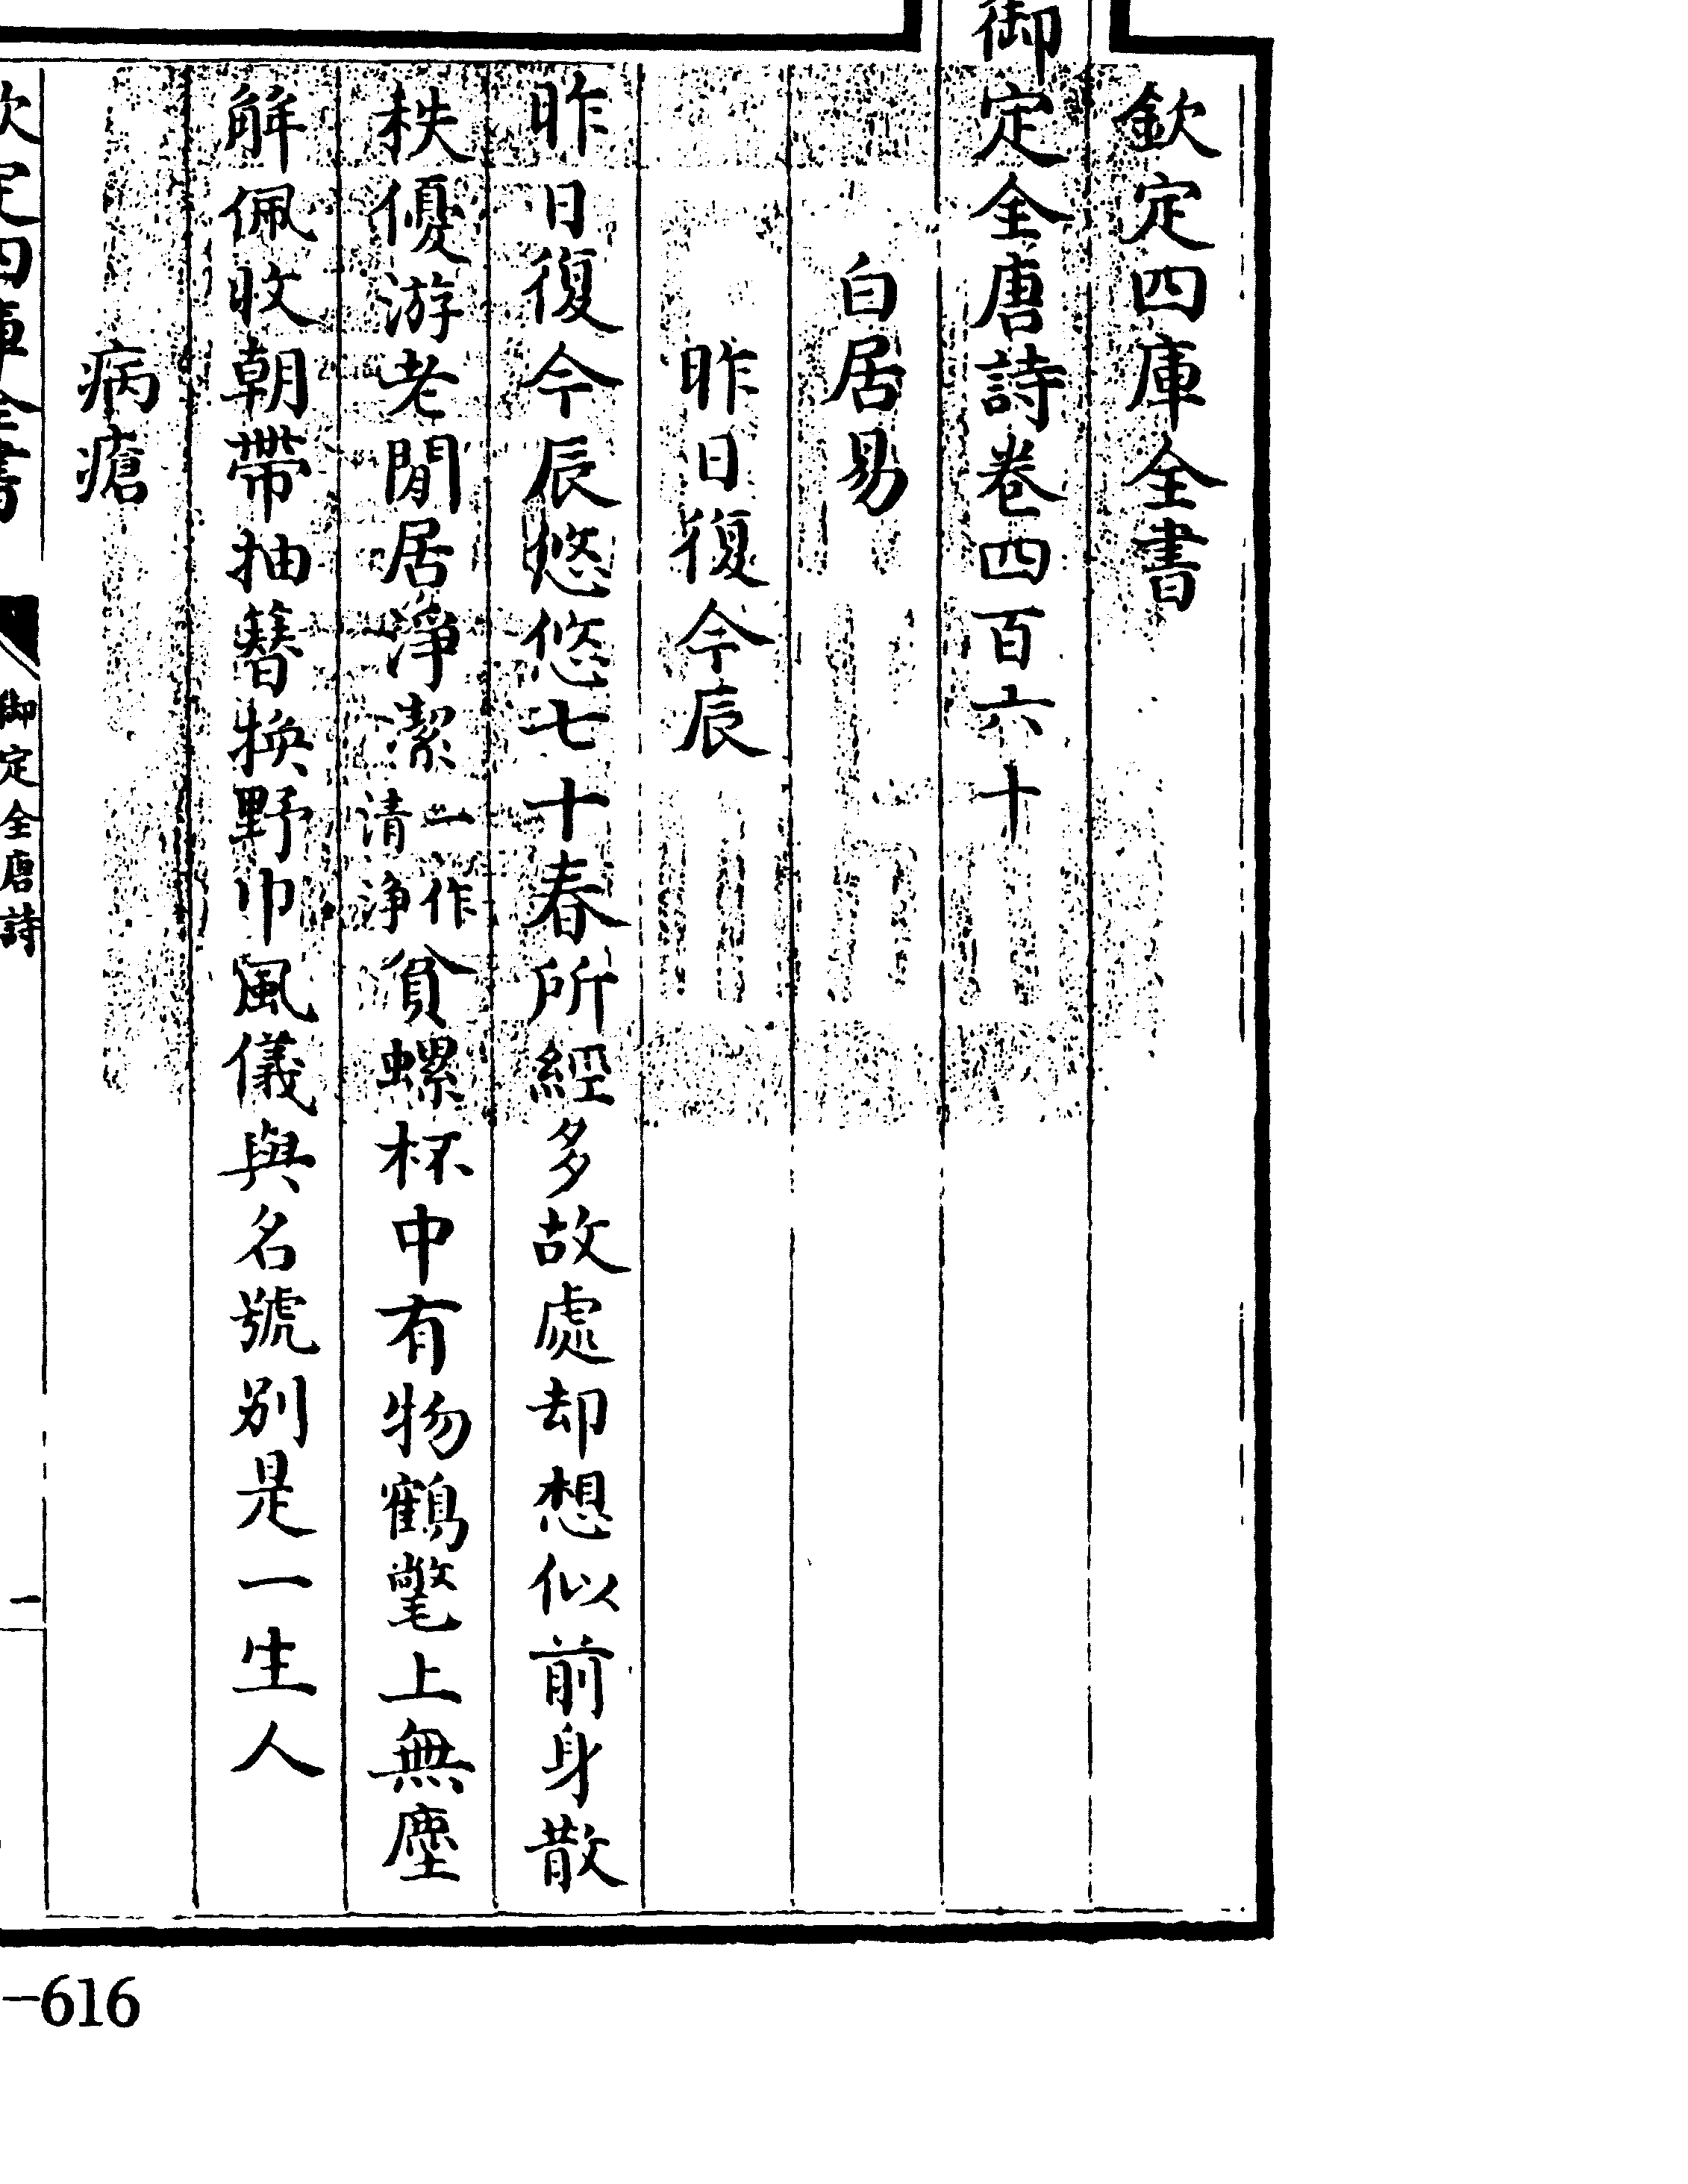 欽定四庫全書
御定全唐詩卷四百六十
白居易
昨日復今辰
昨日復今辰悠悠七十春所經多故處却想似前身散
秩優游老閒居淨潔一作清淨貧螺杯中有物鶴氅上無塵
解佩收朝帶抽簪換野巾風儀與名號别是一生人
病瘡
欽定四庫全書
御定全唐詩
一
-616